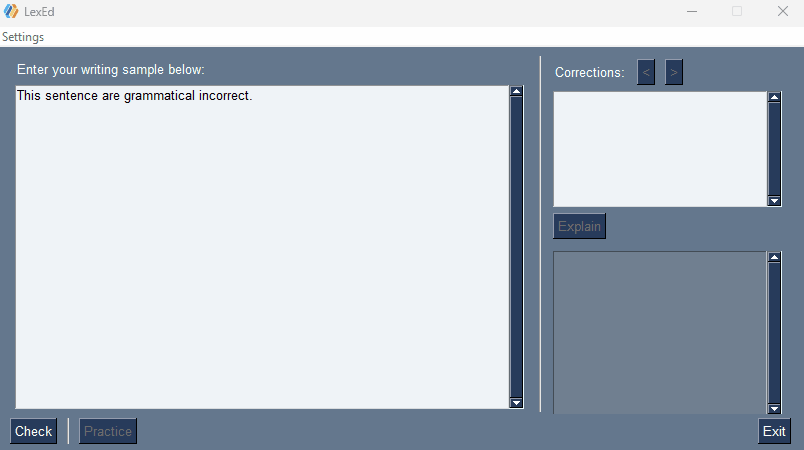 LexEd
Settings
Enter your writing sample below:
This sentence are grammatical incorrect.
Corrections: < >
Explain
Check Practice Exit